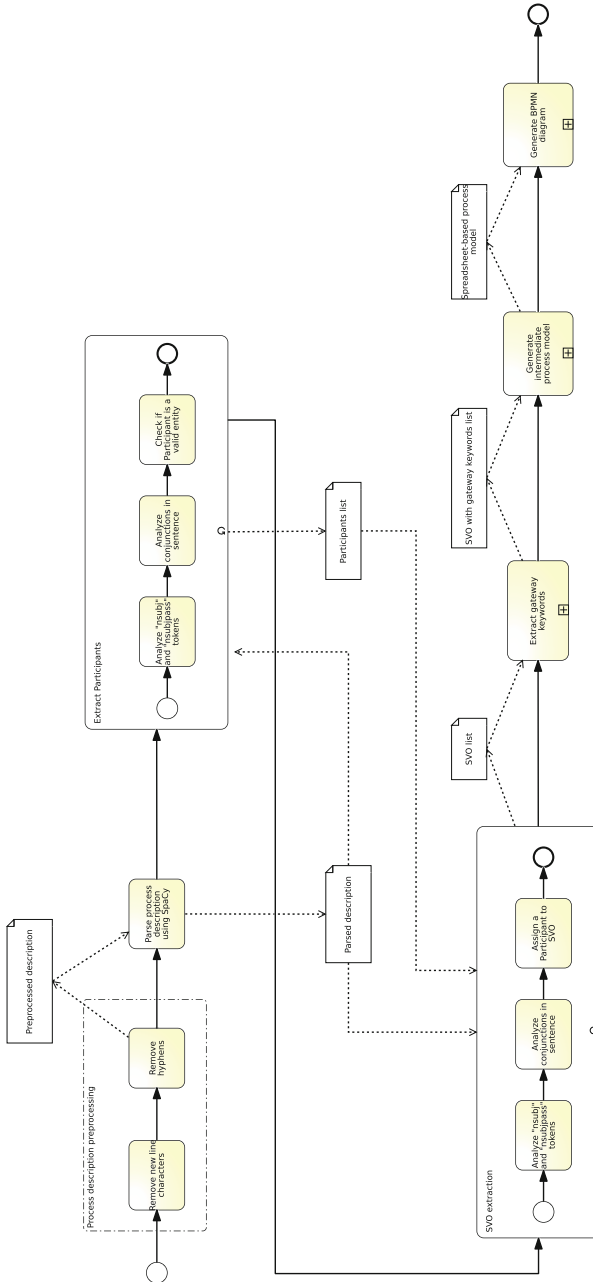 Process description preprocessing
Remove new line
characters
Remove
hyphens
Preprocessed description
Parse process
description
using SpaCy
Extract Participants
Analyze "nsubj"
and "nsubjpass"
tokens
Analyze
conjunctions in
sentence
Check if
Participant is a
valid entity
Parsed description
Participants list
SVO extraction
Analyze "nsubj"
and "nsubjpass"
tokens
Analyze
conjunctions in
sentence
Assign a
Participant to
SVO
SVO list
Extract gateway
keywords
SVO with gateway keywords list
Generate
intermediate
process model
Spreadsheet-based process
model
Generate BPMN
diagram